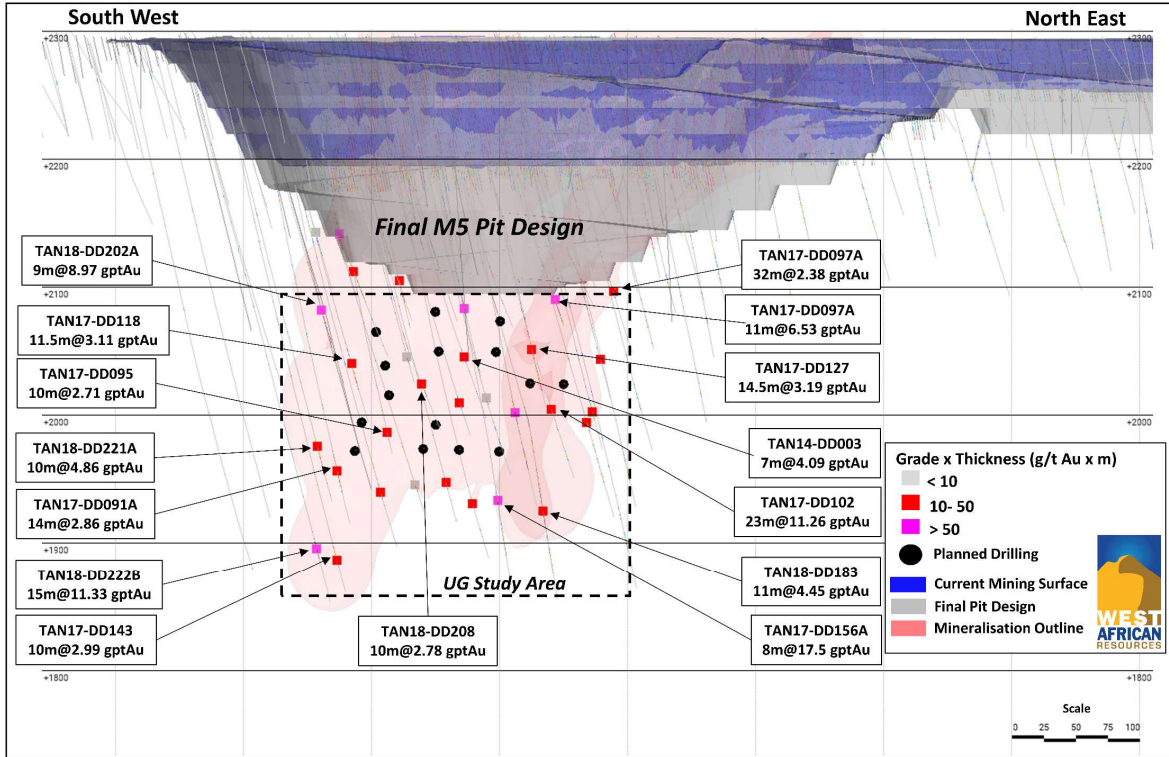 South West
North East
+2300
+2300
+2200
+2200
Final M5 Pit Design
TAN18-DD202A
9m@8.97 gptAu
TAN17-DD097A
32m@2.38 gptAu
+2100
+2100
TAN17-DD118
11.5m@3.11 gptAu
TAN17-DD097A
11m@6.53 gptAu
TAN17-DD095
10m@2.71 gptAu
TAN17-DD127
14.5m@3.19 gptAu
+2000
+2000
TAN18-DD221A
10m@4.86 gptAu
TAN14-DD003
7m@4.09 gptAu
TAN17-DD091A
14m@2.86 gptAu
TAN17-DD102
23m@11.26 gptAu
+1900
TAN18-DD222B
15m@11.33 gptAu
UG Study Area
TAN18-DD183
11m@4.45 gptAu
TAN17-DD143
10m@2.99 gptAu
TAN18-DD208
10m@2.78 gptAu
TAN17-DD156A
8m@17.5 gptAu
+1800
+1800
Grade x Thickness (g/t Au x m)
< 10
10- 50
> 50
Planned Drilling
Current Mining Surface
Final Pit Design
Mineralisation Outline
WEST
AFRICAN
RESOURCES
Scale
0 25 50 75 100